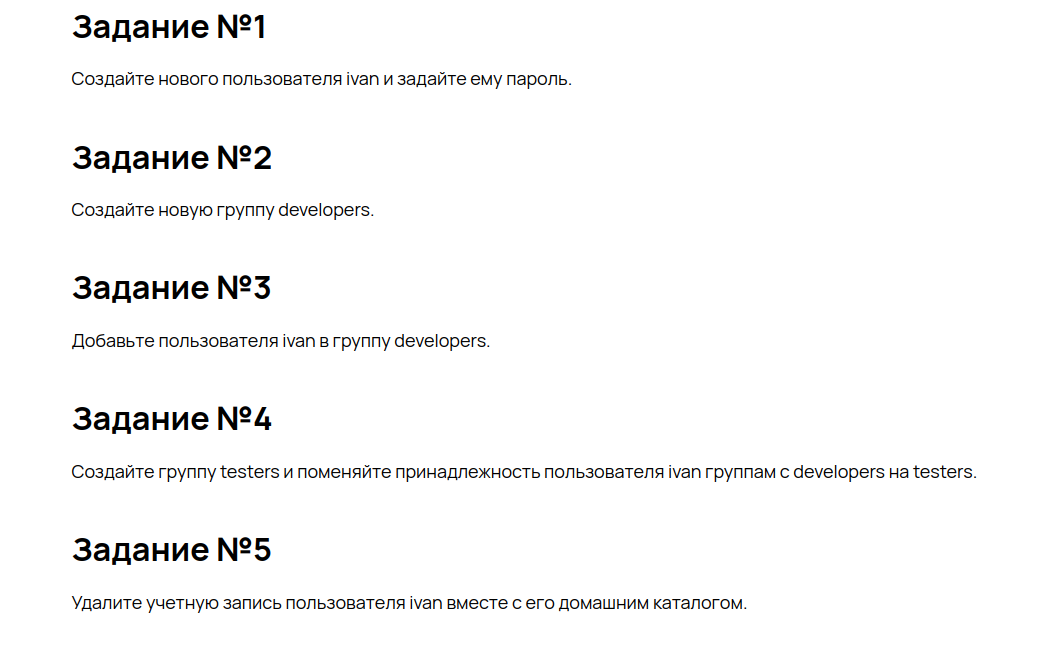 Задание №1
Создайте нового пользователя ivan и задайте ему пароль.
Задание №2
Создайте новую группу developers.
Задание №3
Добавьте пользователя ivan в группу developers.
Задание №4
Создайте группу testers и поменяйте принадлежность пользователя ivan группам с developers на testers.
Задание №5
Удалите учетную запись пользователя ivan вместе с его домашним каталогом.